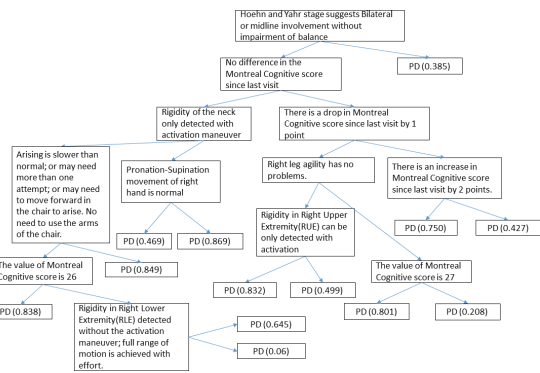 Hoehn and Yahr stage suggests Bilateral
or midline involvement without
impairment of balance
No difference in the
Montreal Cognitive score
since last visit
PD (0.385)
Rigidity of the neck
only detected with
activation maneuver
There is a drop in Montreal
Cognitive score since last visit by 1
point
Arising is slower than
normal; or may need
more than one
attempt; or may need
to move forward in
the chair to arise. No
need to use the arms
of the chair.
Pronation-Supination
movement of right
hand is normal
Right leg agility has no
problems.
There is an increase in
Montreal Cognitive score
since last visit by 2 points.
PD (0.469)
PD (0.869)
Rigidity in Right Upper
Extremity(RUE) can be
only detected with
activation
PD (0.750)
PD (0.427)
The value of Montreal
Cognitive score is 26
PD (0.849)
The value of Montreal
Cognitive score is 27
PD (0.838)
Rigidity in Right Lower
Extremity(RLE) detected
without the activation
maneuver; full range of
motion is achieved with
effort.
PD (0.832)
PD (0.499)
PD (0.801)
PD (0.208)
PD (0.645)
PD (0.06)